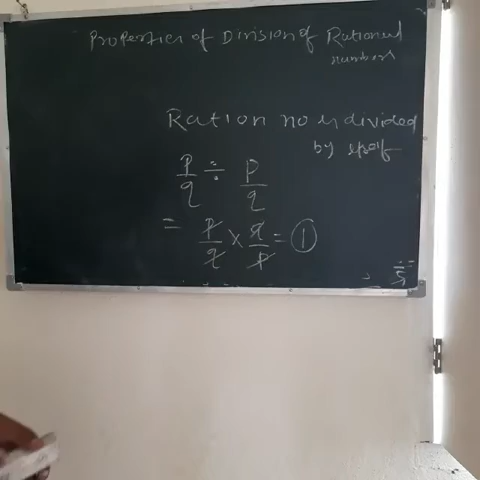 Properties of Division of Rational
numbers
Ration no is divided
by itself
p/q ÷ p/q
= p/q × q/p = 1